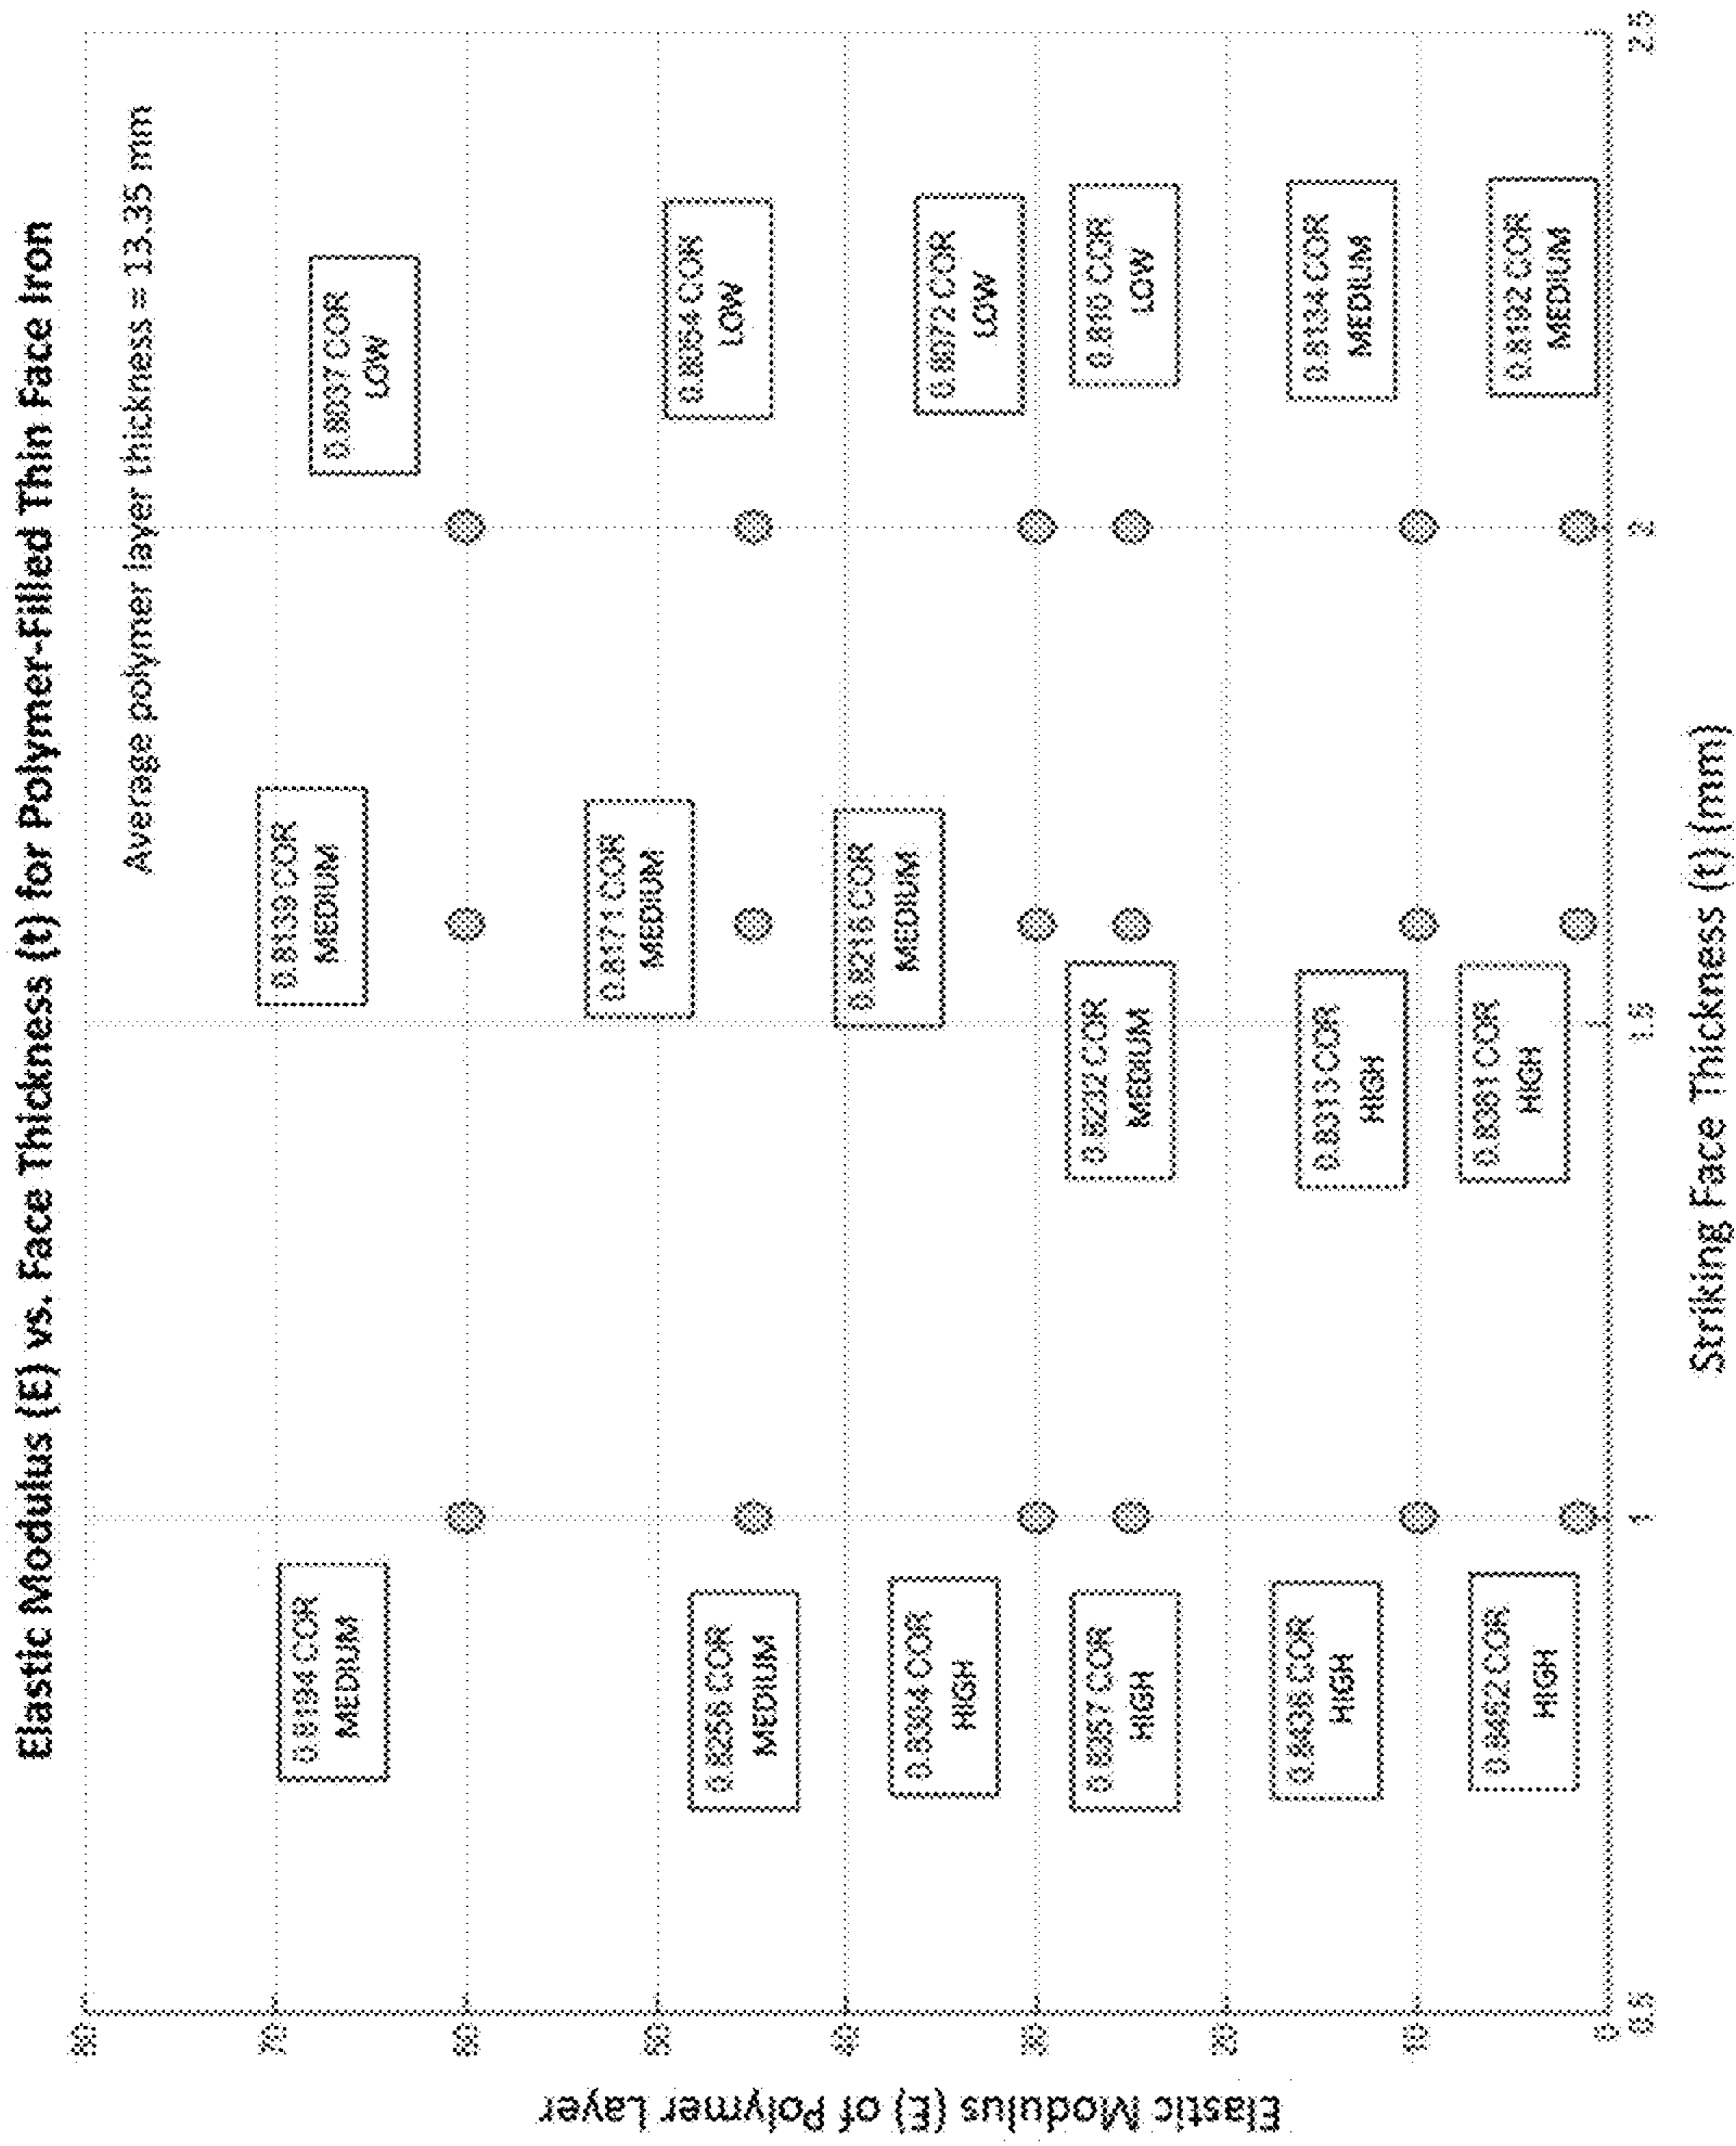 Elastic Modulus (E) vs. Face Thickness (t) for Polymer-Filled Thin Face Iron
Average polymer layer thickness = 13.35 mm
Elastic Modulus (E) of Polymer Layer
80
70
60
50
40
30
20
10
0
0.8194 COR
MEDIUM
0.8139 COR
MEDIUM
0.8037 COR
LOW
0.8256 COR
MEDIUM
0.8171 COR
MEDIUM
0.8054 COR
LOW
0.8304 COR
HIGH
0.8216 COR
MEDIUM
0.8072 COR
LOW
0.8357 COR
HIGH
0.8232 COR
MEDIUM
0.810 COR
LOW
0.8436 COR
HIGH
0.8313 COR
HIGH
0.8134 COR
MEDIUM
0.8462 COR
HIGH
0.8381 COR
HIGH
0.8192 COR
MEDIUM
0.5
1
1.5
2
2.5
Striking Face Thickness (t) (mm)